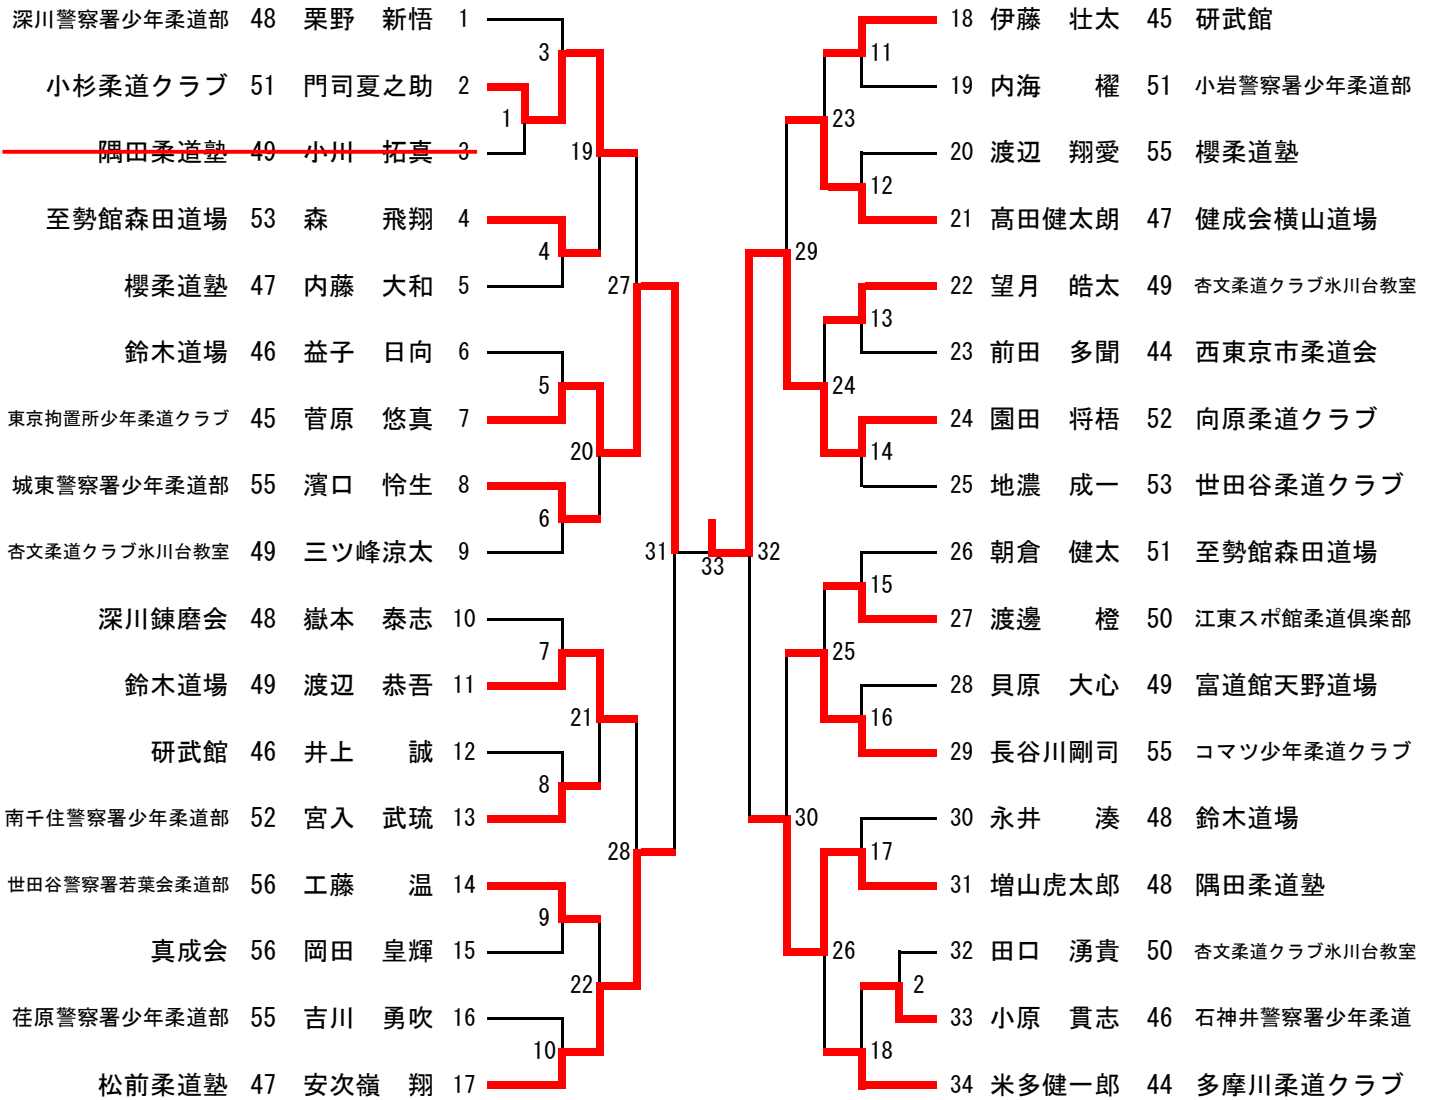 深川警察署少年柔道部 48 栗野 新悟 1
小杉柔道クラブ 51 門司夏之助 2
隅田柔道塾 49 小川 拓真 3
至勢館森田道場 53 森 飛翔 4
櫻柔道塾 47 内藤 大和 5
鈴木道場 46 益子 日向 6
東京拘置所少年柔道クラブ 45 菅原 悠真 7
城東警察署少年柔道部 55 濱口 怜生 8
杏文柔道クラブ氷川台教室 49 三ツ峰涼太 9
深川錬磨会 48 嶽本 泰志 10
鈴木道場 49 渡辺 恭吾 11
研武館 46 井上 誠 12
南千住警察署少年柔道部 52 宮入 武琉 13
世田谷警察署若葉会柔道部 56 工藤 温 14
真成会 56 岡田 皇輝 15
荏原警察署少年柔道部 55 吉川 勇吹 16
松前柔道塾 47 安次嶺 翔 17
1
3
4
5
6
7
8
9
10
19
20
21
22
27
28
31
33
32
29
30
23
24
25
26
11
12
13
14
15
16
17
2
18
18 伊藤 壮太 45 研武館
19 内海 櫂 51 小岩警察署少年柔道部
20 渡辺 翔愛 55 櫻柔道塾
21 髙田健太朗 47 健成会横山道場
22 望月 皓太 49 杏文柔道クラブ氷川台教室
23 前田 多聞 44 西東京市柔道会
24 園田 将梧 52 向原柔道クラブ
25 地濃 成一 53 世田谷柔道クラブ
26 朝倉 健太 51 至勢館森田道場
27 渡邊 橙 50 江東スポ館柔道倶楽部
28 貝原 大心 49 富道館天野道場
29 長谷川剛司 55 コマツ少年柔道クラブ
30 永井 湊 48 鈴木道場
31 増山虎太郎 48 隅田柔道塾
32 田口 湧貴 50 杏文柔道クラブ氷川台教室
33 小原 貫志 46 石神井警察署少年柔道
34 米多健一郎 44 多摩川柔道クラブ